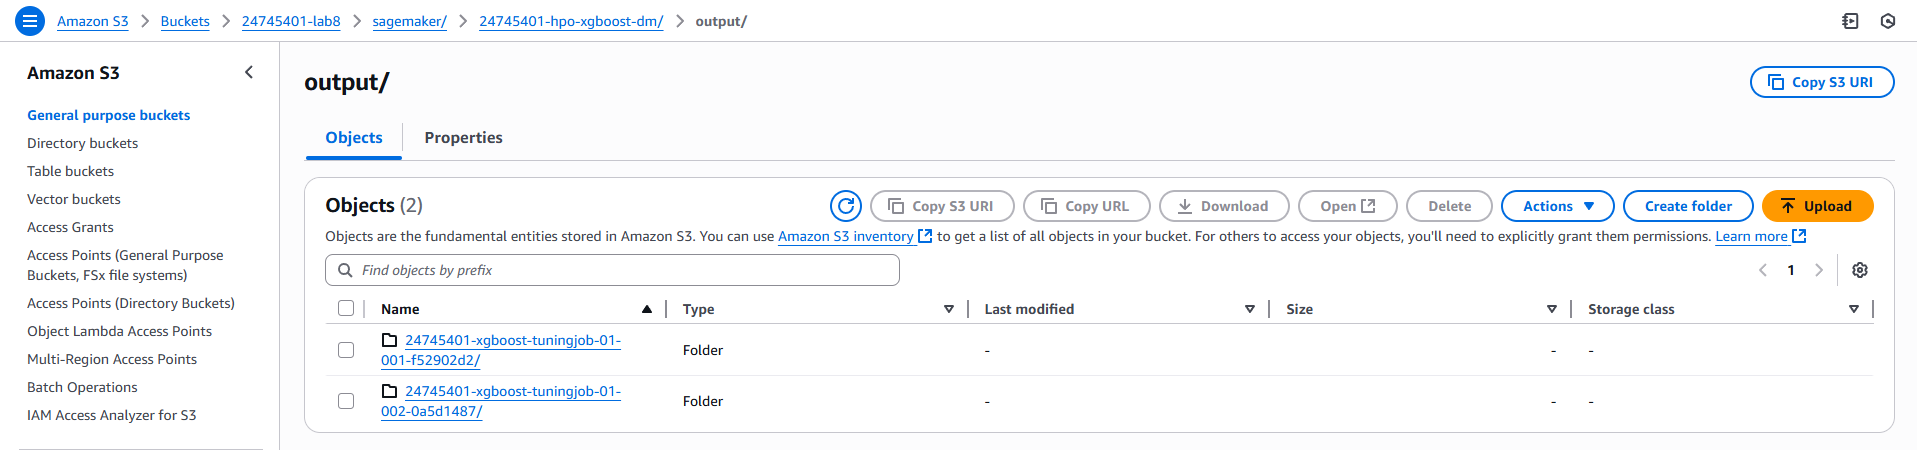 Amazon S3 > Buckets > 24745401-lab8 > sagemaker/ > 24745401-hpo-xgboost-dm/ > output/
Amazon S3
General purpose buckets
Directory buckets
Table buckets
Vector buckets
Access Grants
Access Points (General Purpose
Buckets, FSx file systems)
Access Points (Directory Buckets)
Object Lambda Access Points
Multi-Region Access Points
Batch Operations
IAM Access Analyzer for S3
output/
Copy S3 URI
Objects
Properties
Objects (2)
Copy S3 URI
Copy URL
Download
Open
Delete
Actions
Create folder
Upload
Objects are the fundamental entities stored in Amazon S3. You can use Amazon S3 inventory to get a list of all objects in your bucket. For others to access your objects, you'll need to explicitly grant them permissions. Learn more
Find objects by prefix
1
Name Type Last modified Size Storage class
24745401-xgboost-tuningjob-01-
001-f52902d2/
Folder - - -
24745401-xgboost-tuningjob-01-
002-0a5d1487/
Folder - - -